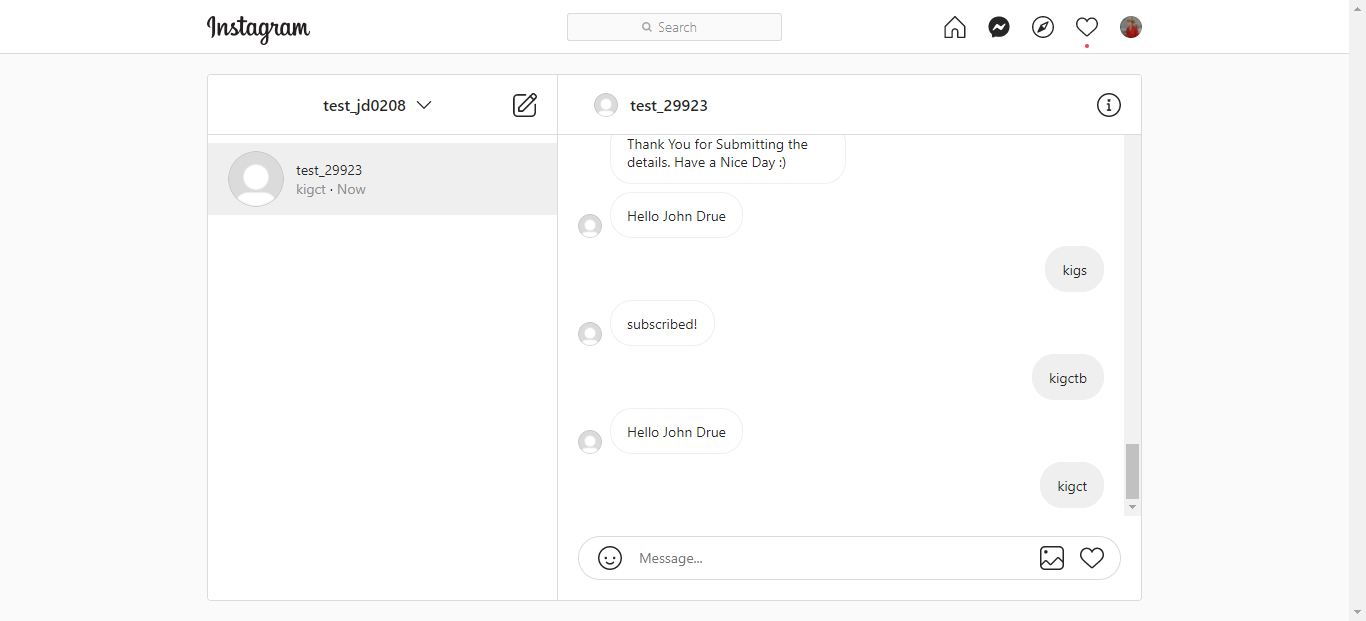 Instagram
Search
test_jd0208
test_29923
kigct · Now
test_29923
Thank You for Submitting the
details. Have a Nice Day :)
Hello John Drue
kigs
subscribed!
kigctb
Hello John Drue
kigct
Message...